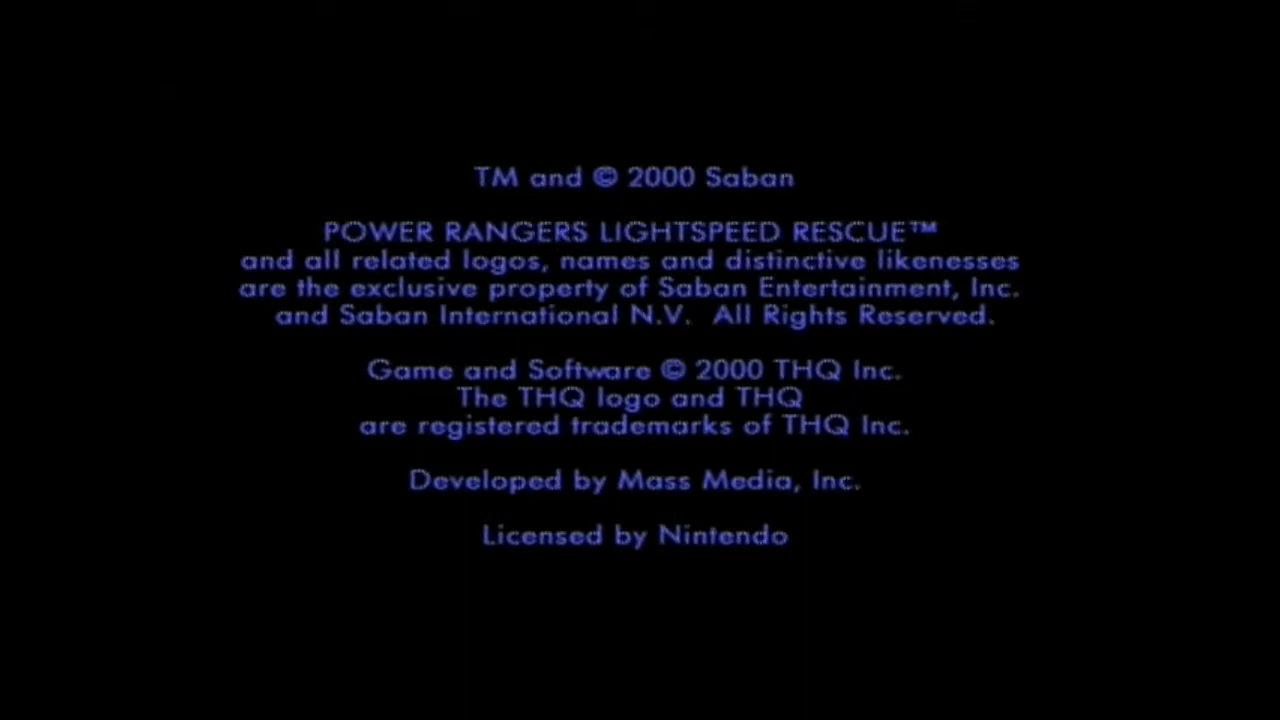 TM and © 2000 Saban
POWER RANGERS LIGHTSPEED RESCUE™
and all related logos, names and distinctive likenesses
are the exclusive property of Saban Entertainment, Inc.
and Saban International N.V.  All Rights Reserved.
Game and Software © 2000 THQ Inc.
The THQ logo and THQ
are registered trademarks of THQ Inc.
Developed by Mass Media, Inc.
Licensed by Nintendo